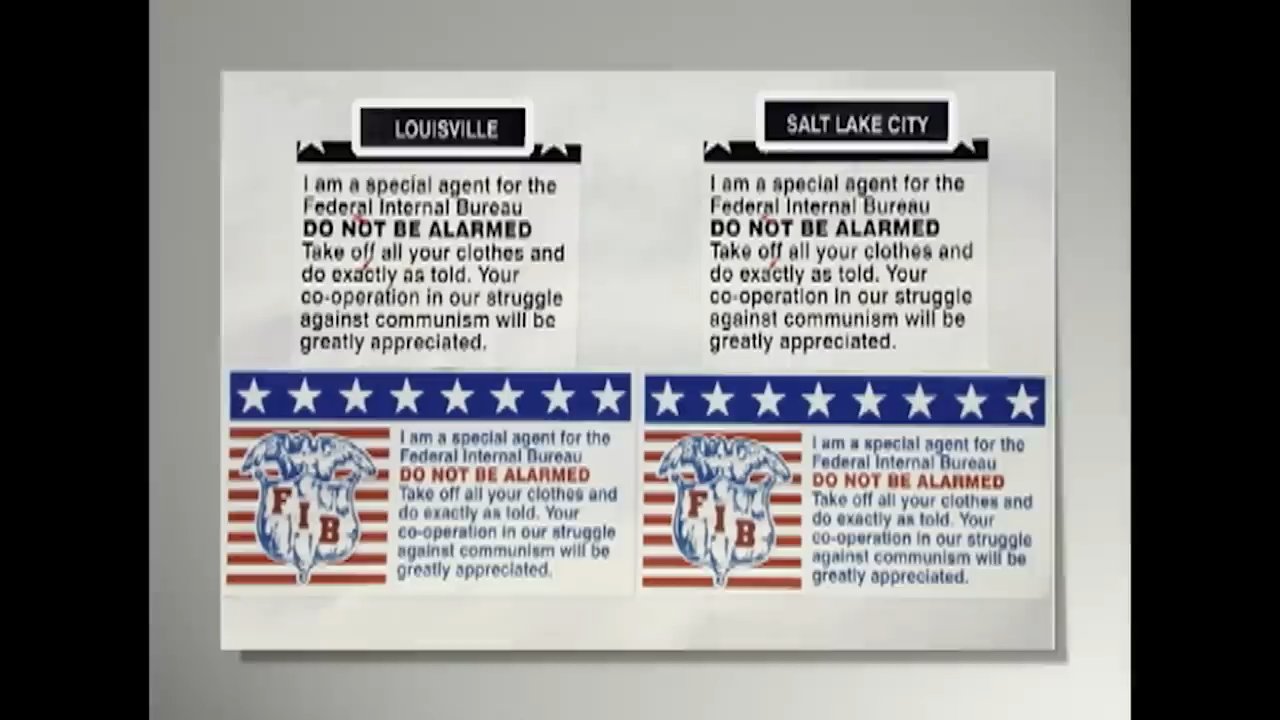 LOUISVILLE
I am a special agent for the
Federal Internal Bureau
DO NOT BE ALARMED
Take off all your clothes and
do exactly as told. Your
co-operation in our struggle
against communism will be
greatly appreciated.
SALT LAKE CITY
I am a special agent for the
Federal Internal Bureau
DO NOT BE ALARMED
Take off all your clothes and
do exactly as told. Your
co-operation in our struggle
against communism will be
greatly appreciated.
FIB
I am a special agent for the
Federal Internal Bureau
DO NOT BE ALARMED
Take off all your clothes and
do exactly as told. Your
co-operation in our struggle
against communism will be
greatly appreciated.
FIB
I am a special agent for the
Federal Internal Bureau
DO NOT BE ALARMED
Take off all your clothes and
do exactly as told. Your
co-operation in our struggle
against communism will be
greatly appreciated.